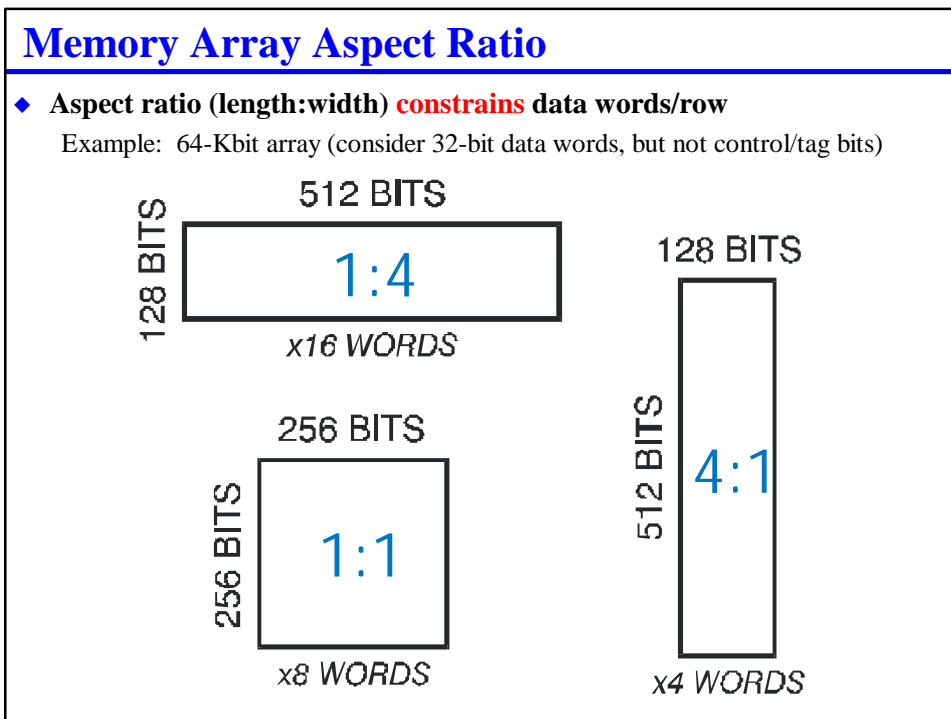 Memory Array Aspect Ratio
◆ Aspect ratio (length:width) constrains data words/row
Example: 64-Kbit array (consider 32-bit data words, but not control/tag bits)
512 BITS
128 BITS
1:4
x16 WORDS
128 BITS
512 BITS
4:1
x4 WORDS
256 BITS
256 BITS
1:1
x8 WORDS